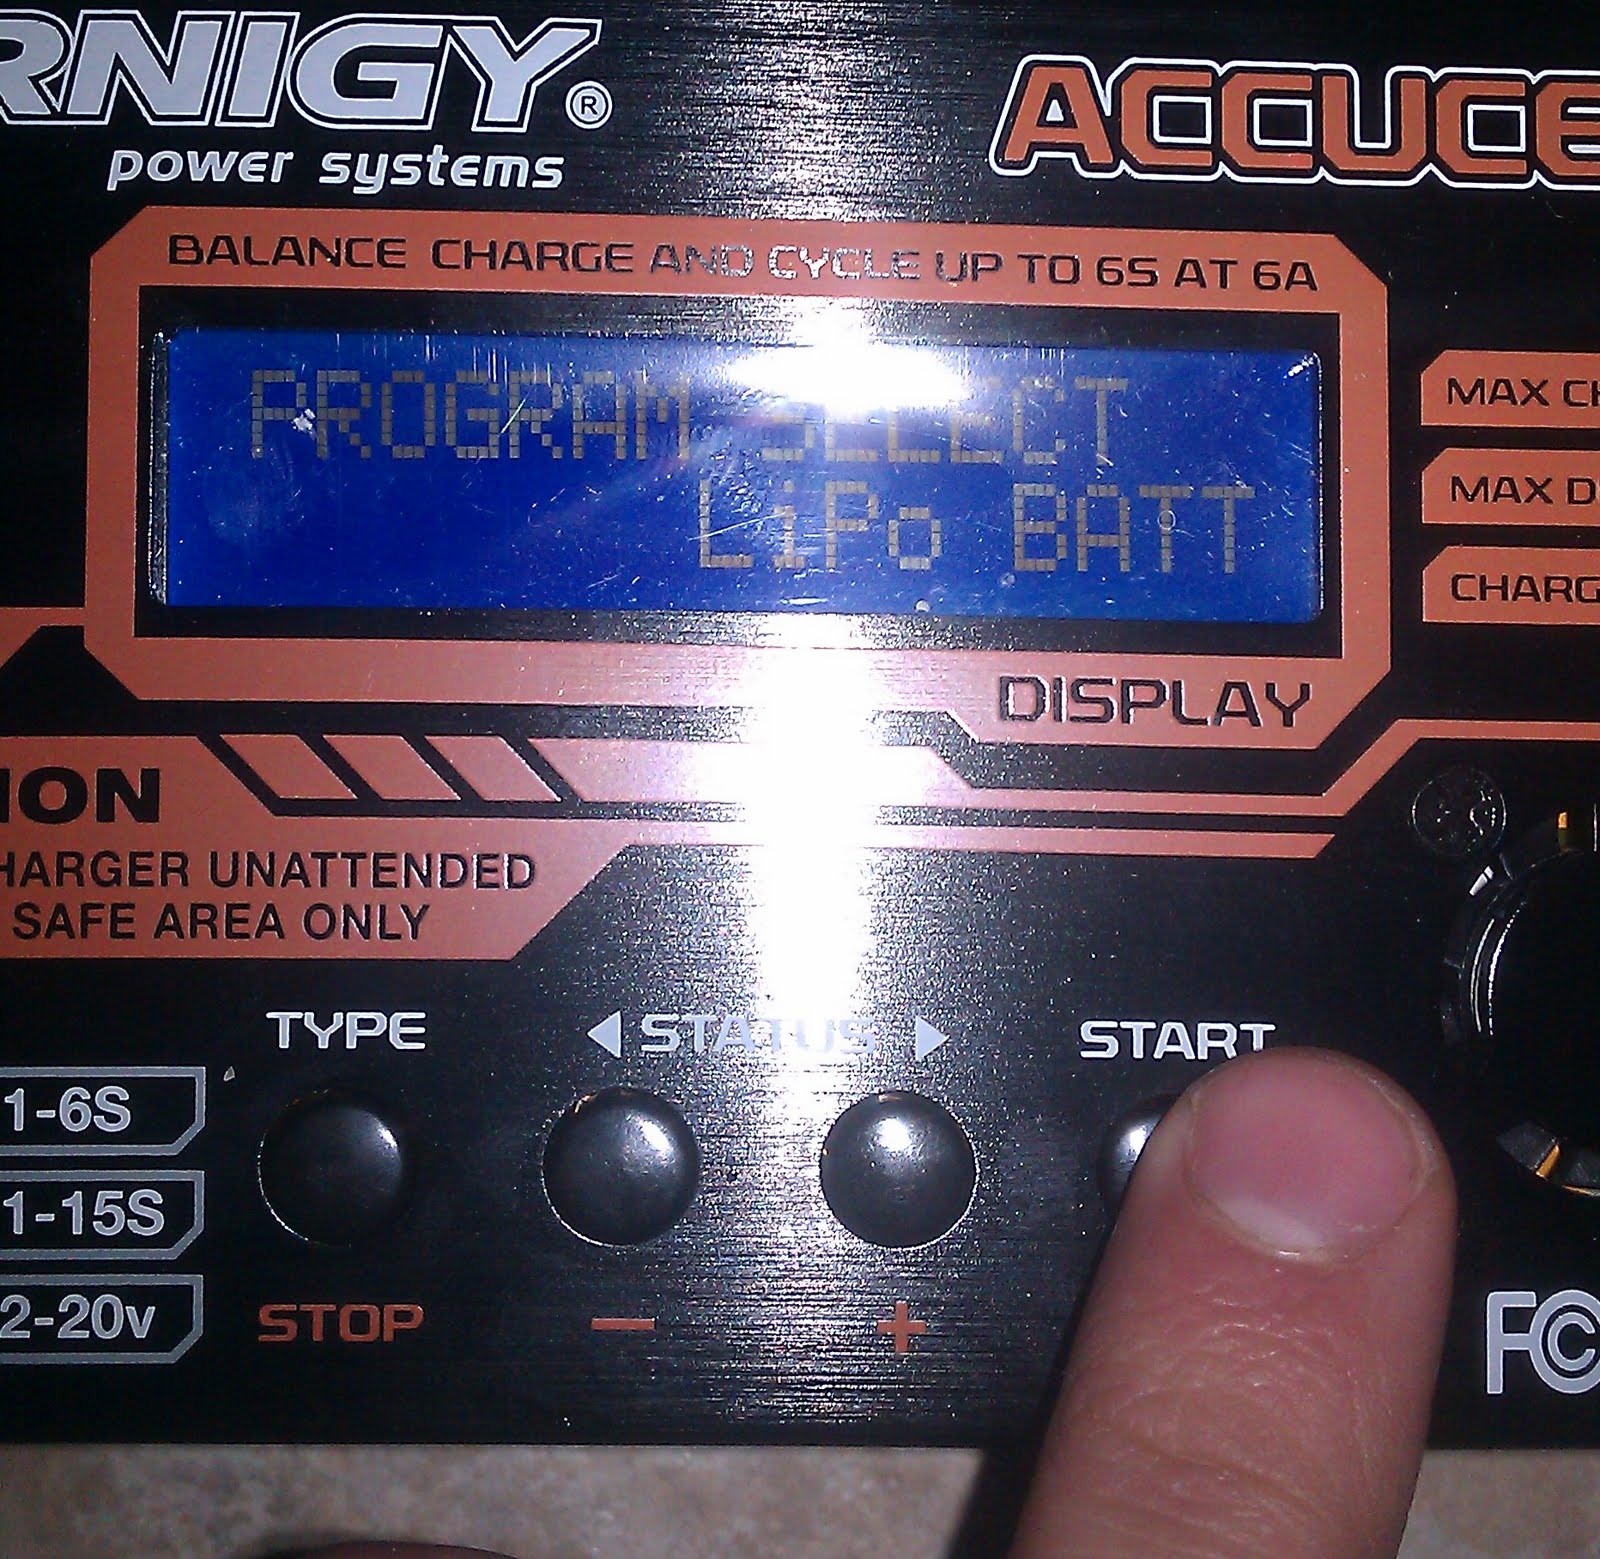 RNIGY®
power systems
ACCUCE
BALANCE CHARGE AND CYCLE UP TO 6S AT 6A
PROGRAM SELECT
LiPo BATT
MAX CH
MAX D
CHARG
DISPLAY
ION
HARGER UNATTENDED
SAFE AREA ONLY
TYPE
STATUS
START
1-6S
1-15S
2-20v
STOP
−
+
FC